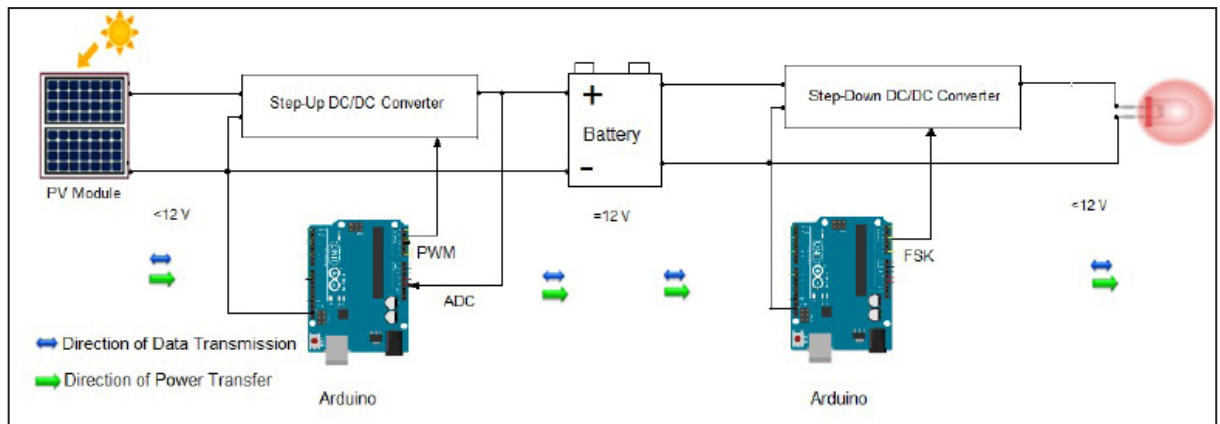 Step-Up DC/DC Converter
Step-Down DC/DC Converter
+
Battery
-
PV Module
<12 V
=12 V
<12 V
PWM
FSK
ADC
Direction of Data Transmission
Direction of Power Transfer
Arduino
Arduino